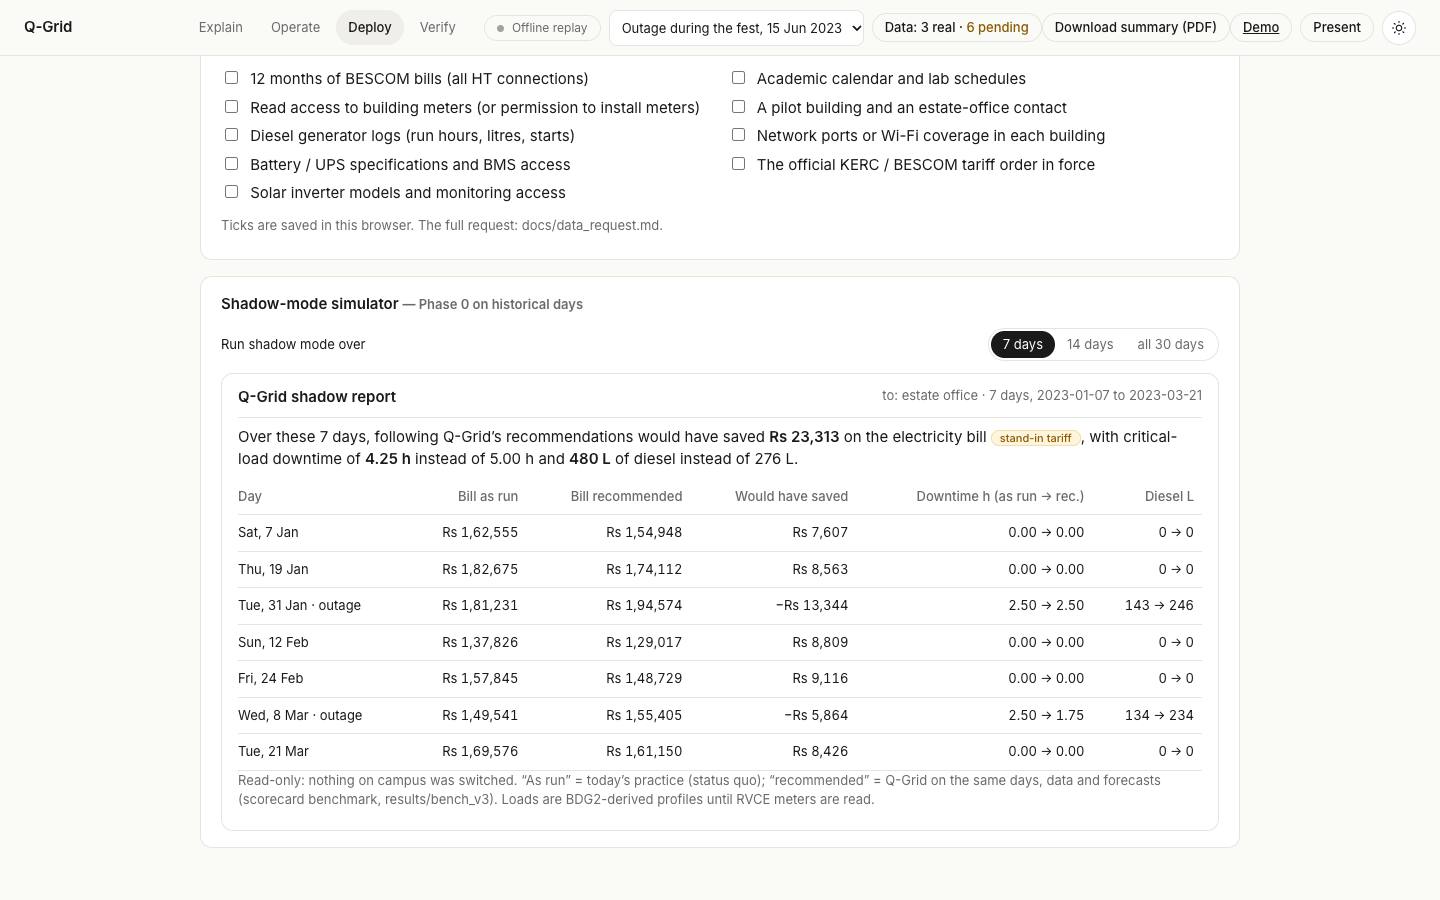 Q-Grid
Explain Operate Deploy Verify Offline replay Outage during the fest, 15 Jun 2023 Data: 3 real · 6 pending Download summary (PDF) Demo Present
12 months of BESCOM bills (all HT connections)
Read access to building meters (or permission to install meters)
Diesel generator logs (run hours, litres, starts)
Battery / UPS specifications and BMS access
Solar inverter models and monitoring access
Academic calendar and lab schedules
A pilot building and an estate-office contact
Network ports or Wi-Fi coverage in each building
The official KERC / BESCOM tariff order in force
Ticks are saved in this browser. The full request: docs/data_request.md.
Shadow-mode simulator — Phase 0 on historical days
Run shadow mode over 7 days 14 days all 30 days
Q-Grid shadow report to: estate office · 7 days, 2023-01-07 to 2023-03-21
Over these 7 days, following Q-Grid’s recommendations would have saved Rs 23,313 on the electricity bill stand-in tariff, with critical-
load downtime of 4.25 h instead of 5.00 h and 480 L of diesel instead of 276 L.
Day Bill as run Bill recommended Would have saved Downtime h (as run → rec.) Diesel L
Sat, 7 Jan Rs 1,62,555 Rs 1,54,948 Rs 7,607 0.00 → 0.00 0 → 0
Thu, 19 Jan Rs 1,82,675 Rs 1,74,112 Rs 8,563 0.00 → 0.00 0 → 0
Tue, 31 Jan · outage Rs 1,81,231 Rs 1,94,574 −Rs 13,344 2.50 → 2.50 143 → 246
Sun, 12 Feb Rs 1,37,826 Rs 1,29,017 Rs 8,809 0.00 → 0.00 0 → 0
Fri, 24 Feb Rs 1,57,845 Rs 1,48,729 Rs 9,116 0.00 → 0.00 0 → 0
Wed, 8 Mar · outage Rs 1,49,541 Rs 1,55,405 −Rs 5,864 2.50 → 1.75 134 → 234
Tue, 21 Mar Rs 1,69,576 Rs 1,61,150 Rs 8,426 0.00 → 0.00 0 → 0
Read-only: nothing on campus was switched. “As run” = today’s practice (status quo); “recommended” = Q-Grid on the same days, data and forecasts
(scorecard benchmark, results/bench_v3). Loads are BDG2-derived profiles until RVCE meters are read.